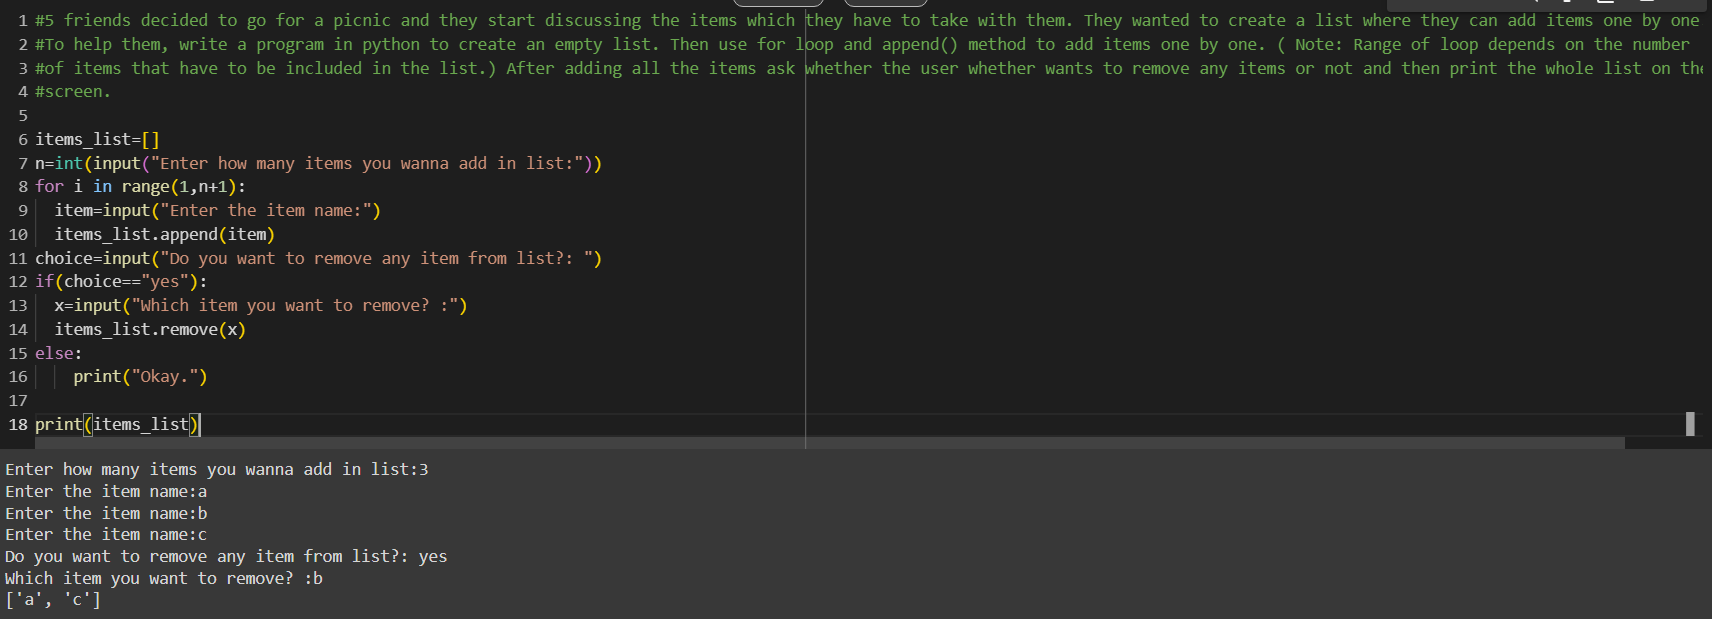 1 #5 friends decided to go for a picnic and they start discussing the items which they have to take with them. They wanted to create a list where they can add items one by one
2 #To help them, write a program in python to create an empty list. Then use for loop and append() method to add items one by one. ( Note: Range of loop depends on the number
3 #of items that have to be included in the list.) After adding all the items ask whether the user whether wants to remove any items or not and then print the whole list on the
4 #screen.
5
6 items_list=[]
7 n=int(input("Enter how many items you wanna add in list:"))
8 for i in range(1,n+1):
9   item=input("Enter the item name:")
10   items_list.append(item)
11 choice=input("Do you want to remove any item from list?: ")
12 if(choice=="yes"):
13   x=input("Which item you want to remove? :")
14   items_list.remove(x)
15 else:
16     print("Okay.")
17
18 print(items_list)
Enter how many items you wanna add in list:3
Enter the item name:a
Enter the item name:b
Enter the item name:c
Do you want to remove any item from list?: yes
Which item you want to remove? :b
['a', 'c']